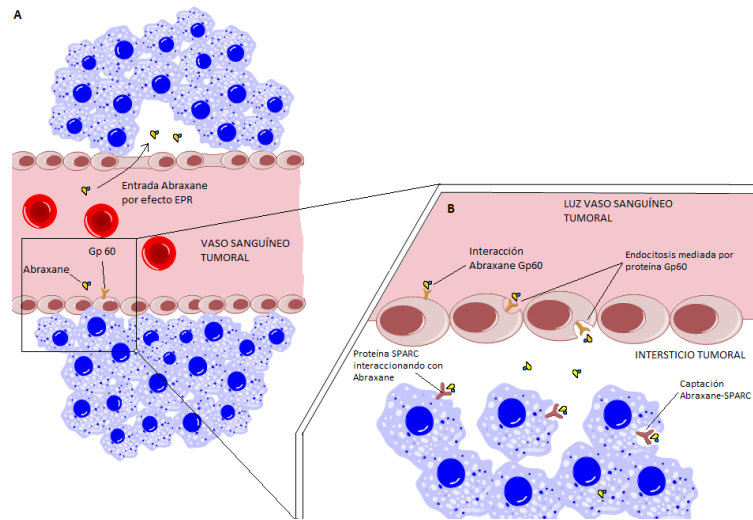 A
Entrada Abraxane
por efecto EPR
VASO SANGUÍNEO
TUMORAL
Gp 60
Abraxane
B
LUZ VASO SANGUÍNEO
TUMORAL
Interacción
Abraxane Gp60
Endocitosis mediada por
proteína Gp60
INTERSTICIO TUMORAL
Proteína SPARC
interaccionando con
Abraxane
Captación
Abraxane-SPARC